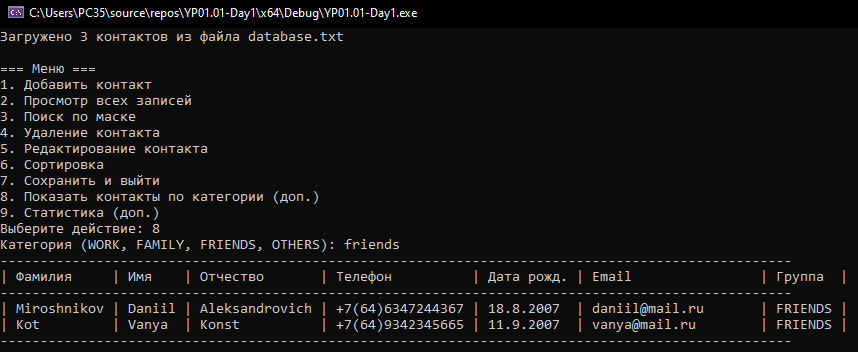 C:\Users\PC35\source\repos\YP01.01-Day1\x64\Debug\YP01.01-Day1.exe
Загружено 3 контактов из файла database.txt
=== Меню ===
1. Добавить контакт
2. Просмотр всех записей
3. Поиск по маске
4. Удаление контакта
5. Редактирование контакта
6. Сортировка
7. Сохранить и выйти
8. Показать контакты по категории (доп.)
9. Статистика (доп.)
Выберите действие: 8
Категория (WORK, FAMILY, FRIENDS, OTHERS): friends
---------------------------------------------------------------------------------------------------
| Фамилия | Имя | Отчество | Телефон | Дата рожд. | Email | Группа |
---------------------------------------------------------------------------------------------------
| Miroshnikov | Daniil | Aleksandrovich | +7(64)6347244367 | 18.8.2007 | daniil@mail.ru | FRIENDS |
| Kot | Vanya | Konst | +7(64)9342345665 | 11.9.2007 | vanya@mail.ru | FRIENDS |
---------------------------------------------------------------------------------------------------